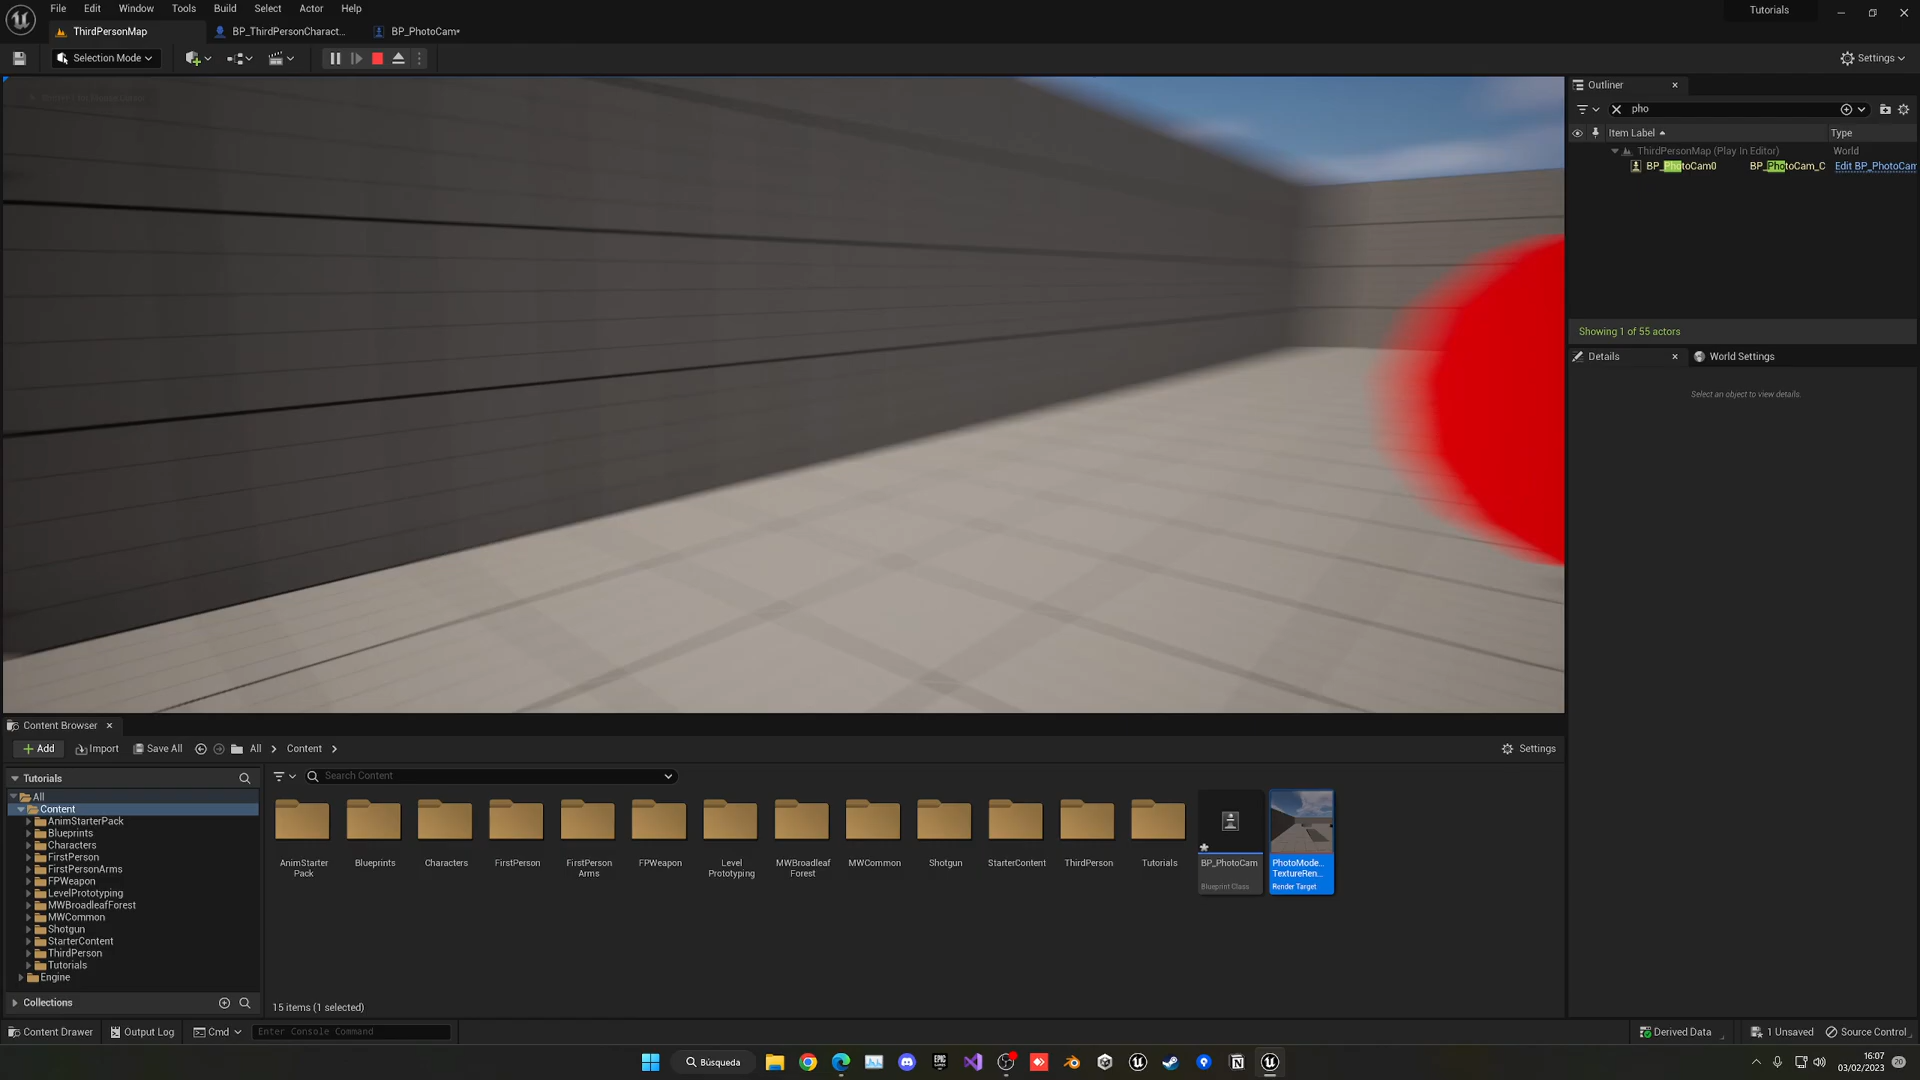 File Edit Window Tools Build Select Actor Help
Tutorials
ThirdPersonMap
BP_ThirdPersonCharact...
BP_PhotoCam*
Selection Mode
Settings
Outliner
pho
Item Label
Type
ThirdPersonMap (Play In Editor)
World
BP_PhotoCam0
BP_PhotoCam_C
Edit BP_PhotoCam
Showing 1 of 55 actors
Details
World Settings
Select an object to view details.
Content Browser
Add
Import
Save All
All
Content
Settings
Tutorials
Search Content
All
Content
AnimStarterPack
Blueprints
Characters
FirstPerson
FirstPersonArms
FPWeapon
LevelPrototyping
MWBroadleafForest
MWCommon
Shotgun
StarterContent
ThirdPerson
Tutorials
Engine
Collections
AnimStarter
Pack
Blueprints
Characters
FirstPerson
FirstPerson
Arms
FPWeapon
Level
Prototyping
MWBroadleaf
Forest
MWCommon
Shotgun
StarterContent
ThirdPerson
Tutorials
BP_PhotoCam
Blueprint Class
PhotoMode...
TextureRen...
Render Target
15 items (1 selected)
Content Drawer
Output Log
Cmd
Enter Console Command
Derived Data
1 Unsaved
Source Control
Búsqueda
16:07
03/02/2023
20